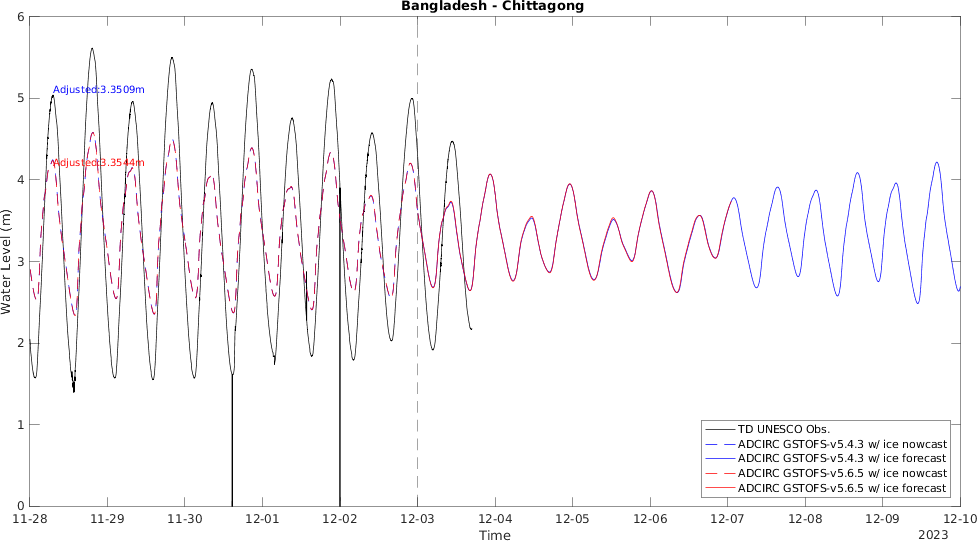 Bangladesh - Chittagong
6
5
4
3
2
1
0
Water Level (m)
Adjusted:3.3509m
Adjusted:3.3544m
TD UNESCO Obs.
ADCIRC GSTOFS-v5.4.3 w/ ice nowcast
ADCIRC GSTOFS-v5.4.3 w/ ice forecast
ADCIRC GSTOFS-v5.6.5 w/ ice nowcast
ADCIRC GSTOFS-v5.6.5 w/ ice forecast
11-28 11-29 11-30 12-01 12-02 12-03 12-04 12-05 12-06 12-07 12-08 12-09 12-10
Time
2023